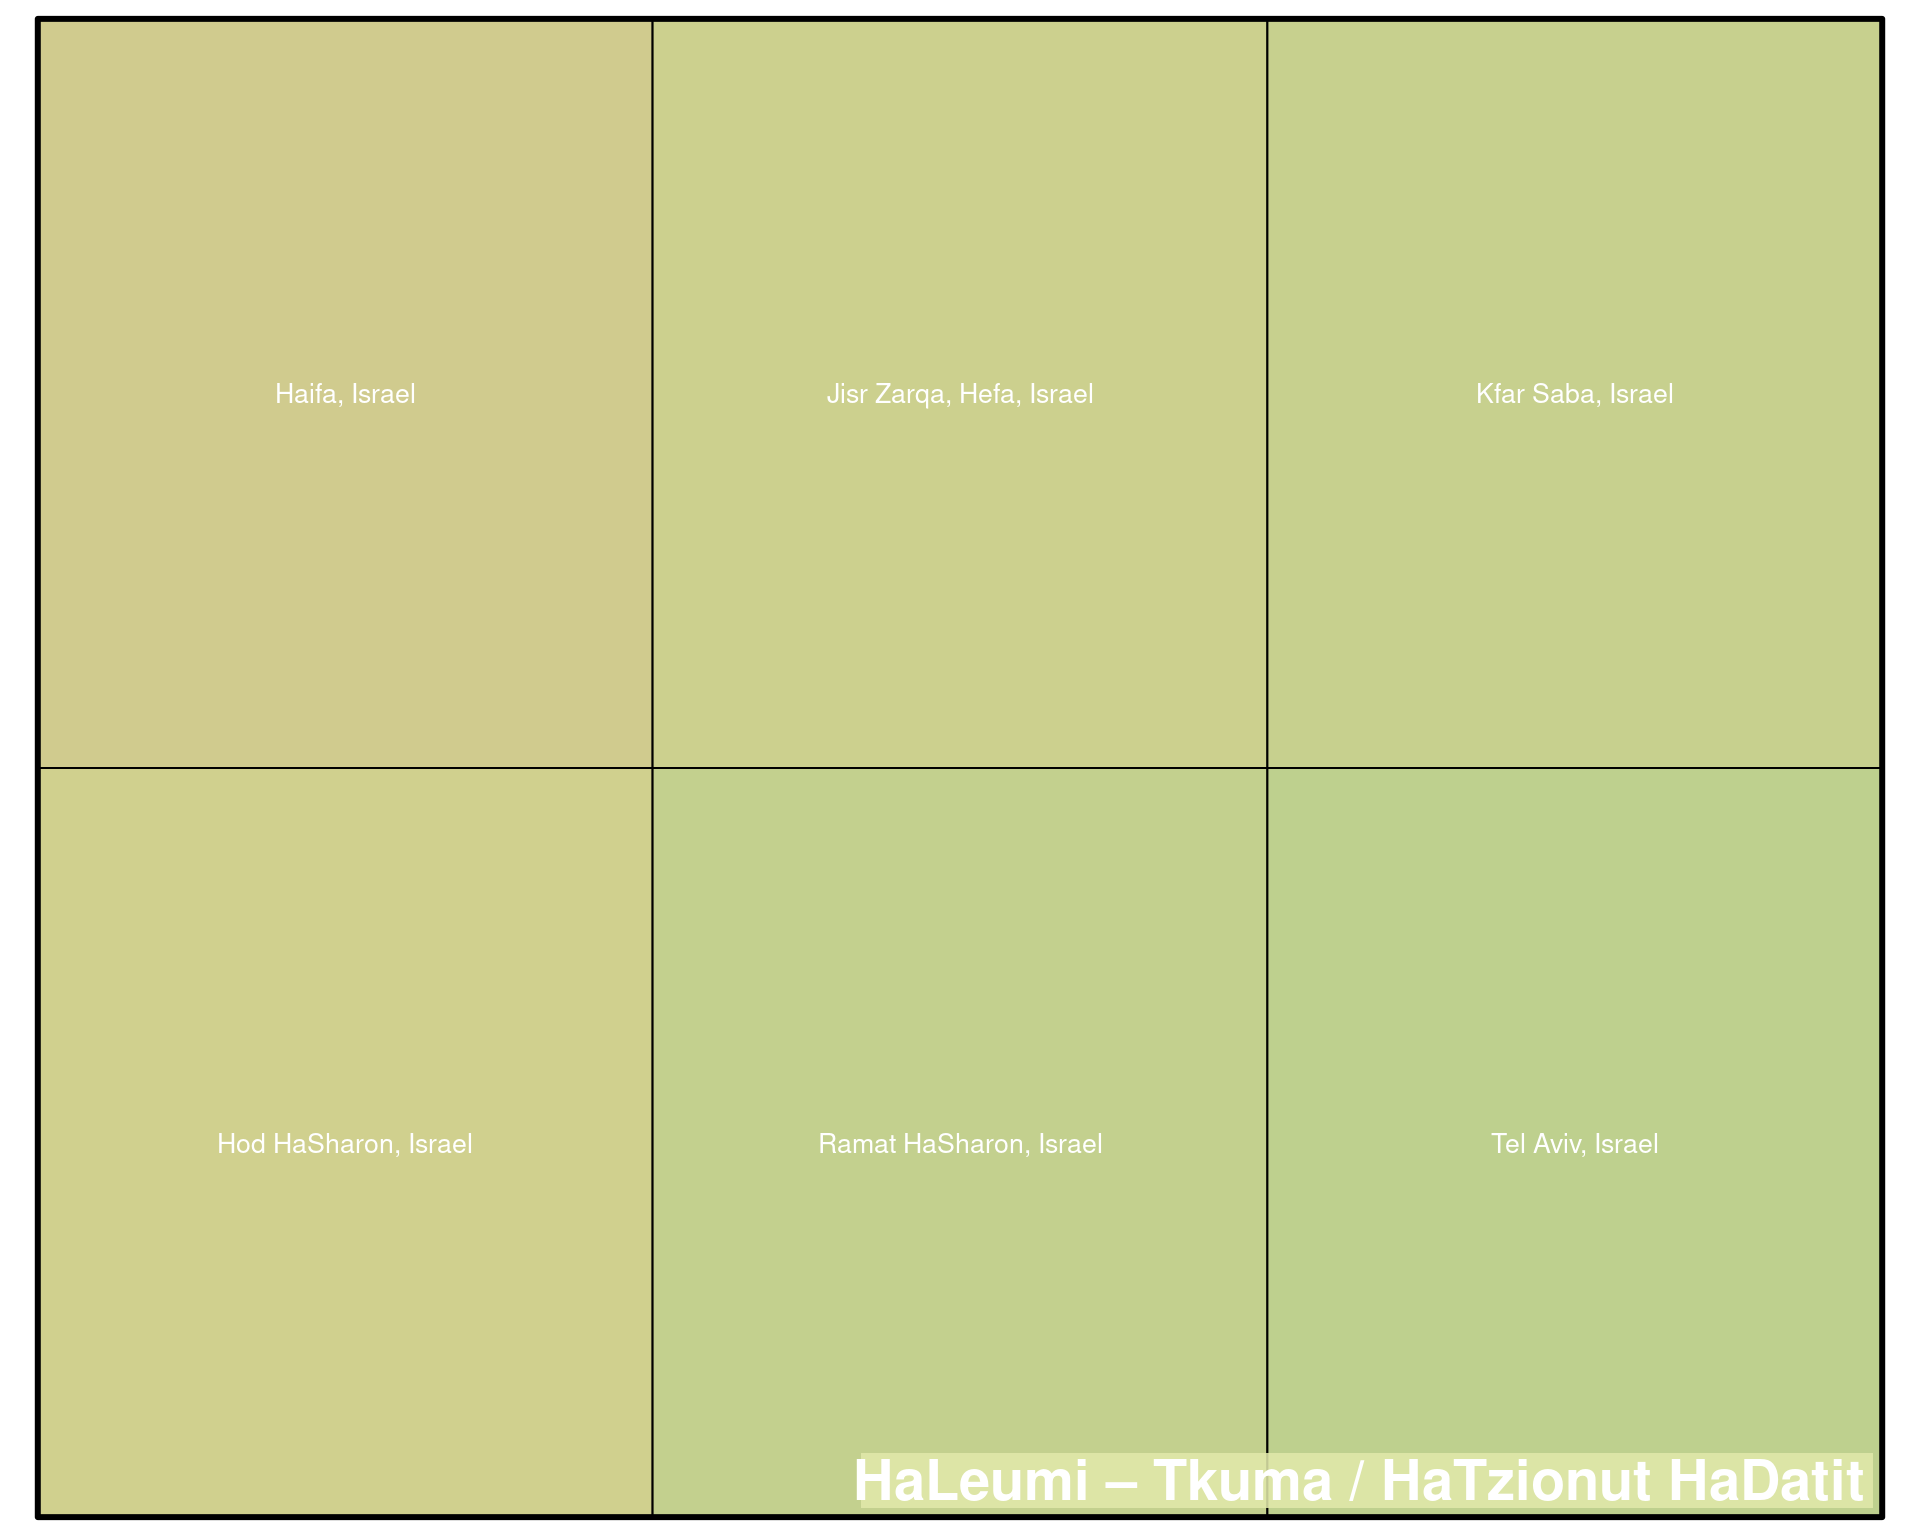 Haifa, Israel
Jisr Zarqa, Hefa, Israel
Kfar Saba, Israel
Hod HaSharon, Israel
Ramat HaSharon, Israel
Tel Aviv, Israel
HaLeumi – Tkuma / HaTzionut HaDatit